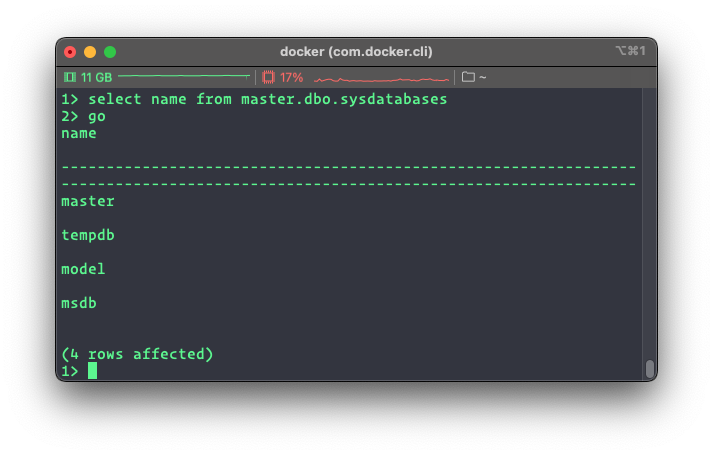 docker (com.docker.cli)
⌥⌘1
11 GB
17%
~
1> select name from master.dbo.sysdatabases
2> go
name
----------------------------------------------------------------
----------------------------------------------------------------
master
tempdb
model
msdb
(4 rows affected)
1>